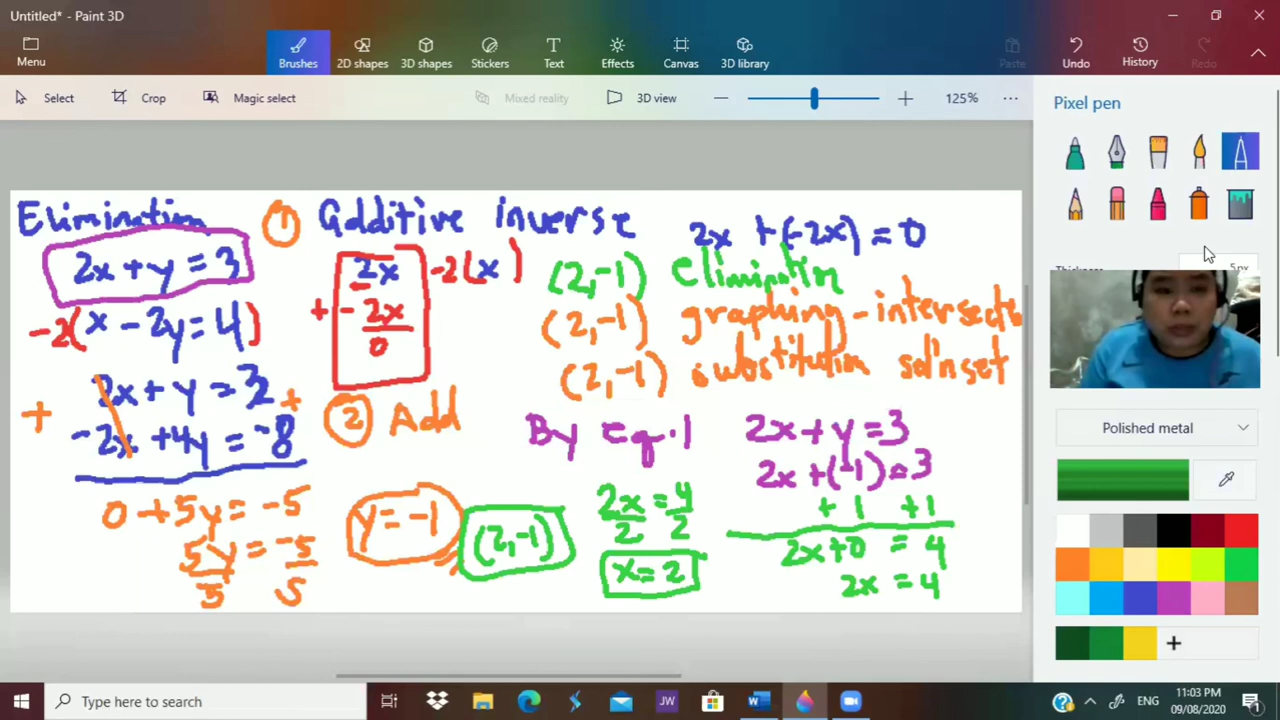 Untitled* - Paint 3D
Menu
Brushes
2D shapes
3D shapes
Stickers
Text
Effects
Canvas
3D library
Paste
Undo
History
Redo
Select
Crop
Magic select
Mixed reality
3D view
125%
Pixel pen
Thickness
5px
Polished metal
Elimination
2x + y = 3
-2(x - 2y = 4)
2x + y = 3
+
+
-2x + 4y = -8
0 + 5y = -5
5y = -5
5 5
① Additive inverse
2x
+ - 2x
0
-2(x)
② Add
y = -1
(2,-1)
2x + (-2x) = 0
(2,-1) elimination
(2,-1) graphing - intersectn
(2,-1) substitution sol'n set
By eq. 1
2x + y = 3
2x + (-1) = 3
+ 1 +1
2x + 0 = 4
2x = 4
2x = 4
2 2
x = 2
Type here to search
W
ENG
11:03 PM
09/08/2020
1